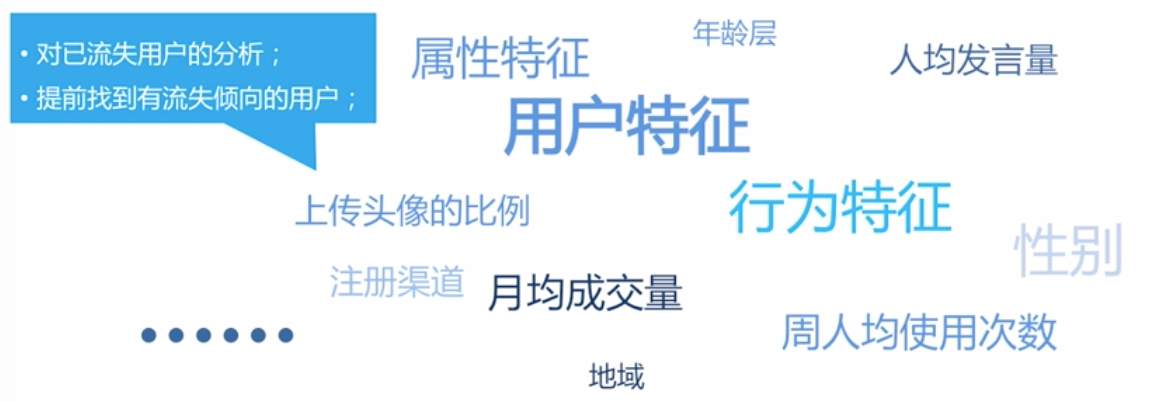 • 对已流失用户的分析；
• 提前找到有流失倾向的用户；
年龄层
属性特征
人均发言量
用户特征
上传头像的比例
行为特征
性别
注册渠道
月均成交量
周人均使用次数
● ● ● ● ● ●
地域